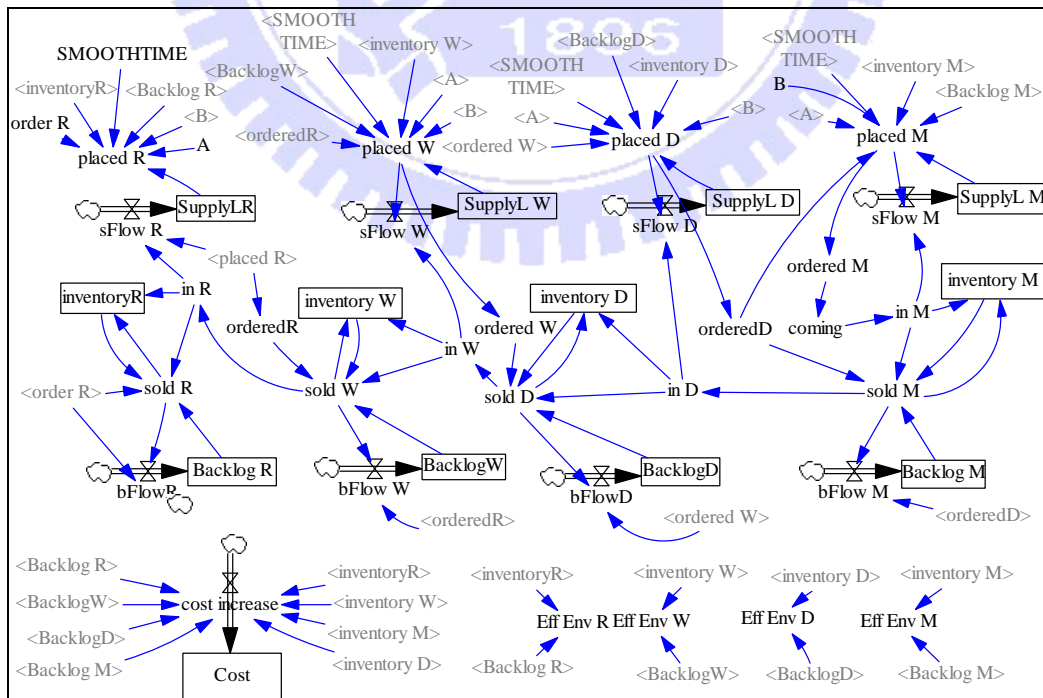 <SMOOTH TIME>
1896
SMOOTHTIME
<inventory W>
<BacklogD>
<SMOOTH TIME>
<inventoryR>
<Backlog R>
<BacklogW>
<A>
<SMOOTH TIME>
<inventory D>
B
<inventory M>
<Backlog M>
order R
<B>
A
<orderedR>
<B>
<A>
<ordered W>
<B>
<A>
placed R
placed W
placed D
placed M
SupplyLR
SupplyL W
SupplyL D
SupplyL M
sFlow R
sFlow W
sFlow D
sFlow M
<placed R>
ordered M
inventoryR
in R
inventory W
inventory D
inventory M
orderedR
ordered W
orderedD
coming
in M
in W
<order R>
sold R
sold W
sold D
in D
sold M
Backlog R
BacklogW
BacklogD
Backlog M
bFlowR
bFlow W
bFlowD
bFlow M
<orderedR>
<ordered W>
<orderedD>
<Backlog R>
<inventoryR>
<inventoryR>
<inventory W>
<inventory D>
<inventory M>
<BacklogW>
cost increase
<inventory W>
Eff Env R
Eff Env W
Eff Env D
Eff Env M
<BacklogD>
<inventory M>
<Backlog M>
<inventory D>
<Backlog R>
<BacklogW>
<BacklogD>
<Backlog M>
Cost